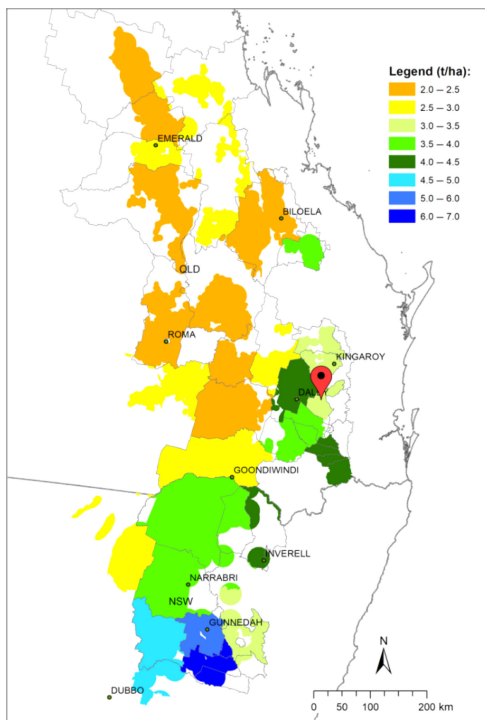 Legend (t/ha):
2.0 — 2.5
2.5 — 3.0
3.0 — 3.5
3.5 — 4.0
4.0 — 4.5
4.5 — 5.0
5.0 — 6.0
6.0 — 7.0
EMERALD
BILOELA
QLD
ROMA
KINGAROY
GOONDIWINDI
INVERELL
NARRABRI
NSW
GUNNEDAH
DUBBO
N
0 50 100 200 km